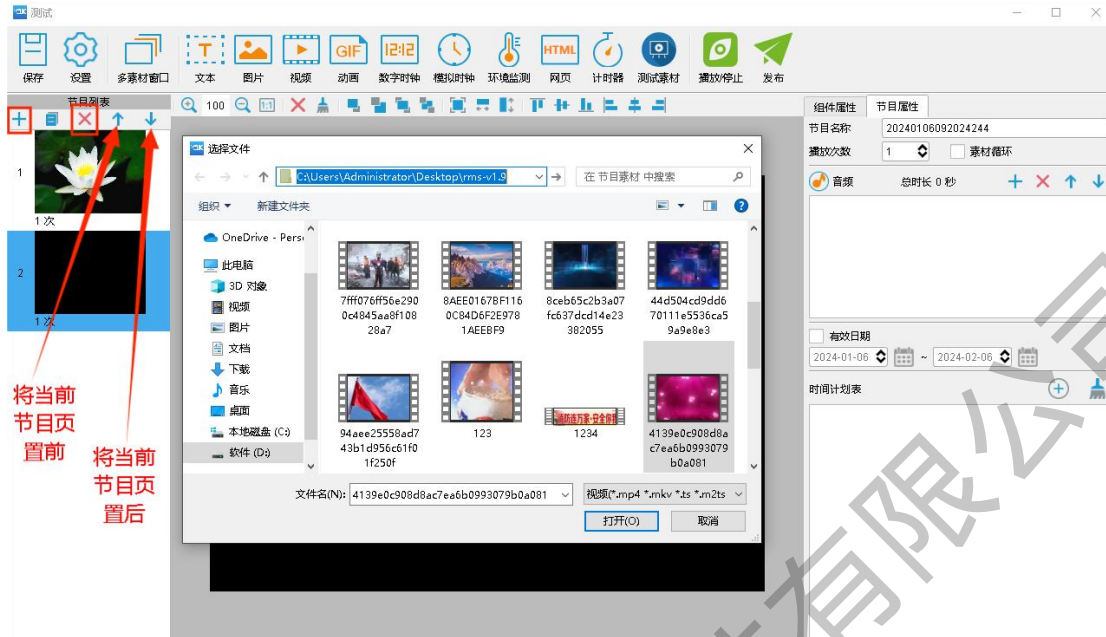 测试
保存
设置
多素材窗口
文本
图片
视频
动画
数字时钟
模拟时钟
环境监测
网页
计时器
测试素材
播放/停止
发布
GIF
12:12
HTML
节目列表
100
1:1
组件属性
节目属性
节目名称
20240106092024244
播放次数
1
素材循环
音频
总时长 0 秒
有效日期
2024-01-06
~
2024-02-06
时间计划表
1
1 次
2
1 次
将当前
节目页
置前
将当前
节目页
置后
选择文件
C:\Users\Administrator\Desktop\rms-v1.9
在 节目素材 中搜索
组织
新建文件夹
OneDrive - Pers
此电脑
3D 对象
视频
图片
文档
下载
音乐
桌面
本地磁盘 (C:)
软件 (D:)
7fff076ff56e290
0c4845aa8f108
28a7
8AEE0167BF116
0C84D6F2E978
1AEEBF9
8ceb65c2b3a07
fc637dcd14e23
382055
44d504cd9dd6
70111e5536ca5
9a9e8e3
94aee25558ad7
43b1d956c61f0
1f250f
123
1234
4139e0c908d8a
c7ea6b0993079
b0a081
文件名(N):
4139e0c908d8ac7ea6b0993079b0a081
视频(*.mp4 *.mkv *.ts *.m2ts
打开(O)
取消
有限公司